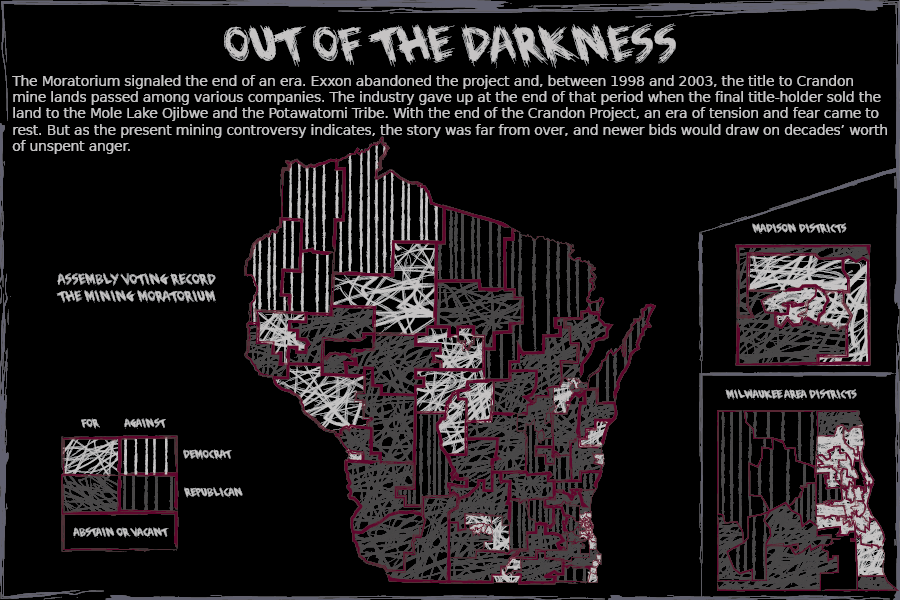 OUT OF THE DARKNESS
The Moratorium signaled the end of an era. Exxon abandoned the project and, between 1998 and 2003, the title to Crandon
mine lands passed among various companies. The industry gave up at the end of that period when the final title-holder sold the
land to the Mole Lake Ojibwe and the Potawatomi Tribe. With the end of the Crandon Project, an era of tension and fear came to
rest. But as the present mining controversy indicates, the story was far from over, and newer bids would draw on decades’ worth
of unspent anger.
MADISON DISTRICTS
ASSEMBLY VOTING RECORD
THE MINING MORATORIUM
MILWAUKEE AREA DISTRICTS
FOR AGAINST
DEMOCRAT
REPUBLICAN
ABSTAIN OR VACANT